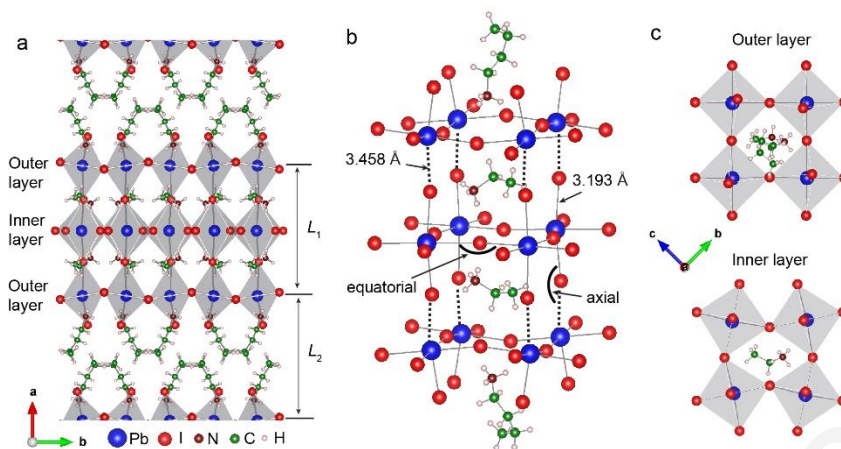 a
Outer
layer
Inner
layer
Outer
layer
L1
L2
a
b
Pb I N C H
b
3.458 Å
3.193 Å
equatorial
axial
c
Outer layer
c
b
a
Inner layer